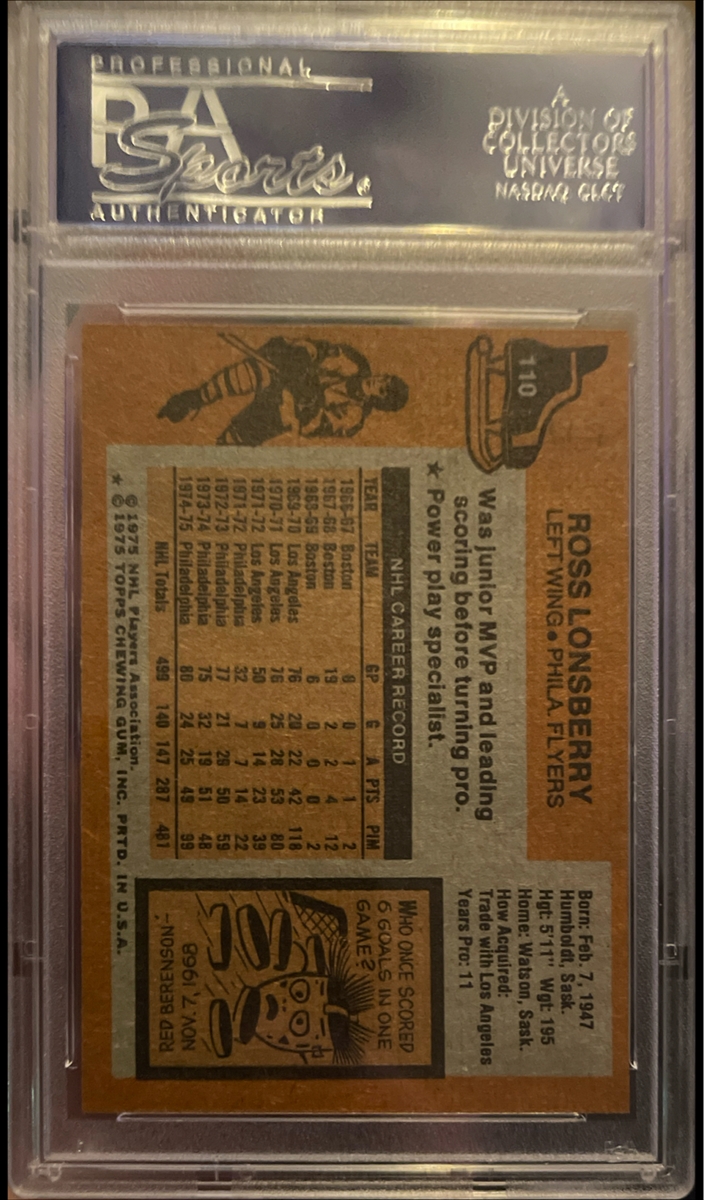 PROFESSIONAL
PSA
Sports
AUTHENTICATOR
A
DIVISION OF
COLLECTORS
UNIVERSE
NASDAQ CLCT
110
ROSS LONSBERRY
LEFT WING • PHILA. FLYERS
Was junior MVP and leading
scoring before turning pro.
★ Power play specialist.
Born: Feb. 7, 1947
Humboldt, Sask.
Hgt: 5'11" Wgt: 195
Home: Watson, Sask.
How Acquired:
Trade with Los Angeles
Years Pro: 11
NHL CAREER RECORD
YEAR TEAM GP G A PTS PIM
1966-67 Boston 8 0 1 1 2
1967-68 Boston 19 2 2 4 12
1968-69 Boston 6 0 0 0 2
1969-70 Los Angeles 76 20 22 42 118
1970-71 Los Angeles 76 25 28 53 80
1971-72 Los Angeles 50 9 14 23 39
1971-72 Philadelphia 32 7 7 14 22
1972-73 Philadelphia 77 21 29 50 59
1973-74 Philadelphia 75 32 19 51 48
1974-75 Philadelphia 80 24 25 49 99
NHL Totals 499 140 147 287 481
WHO ONCE SCORED
6 GOALS IN ONE
GAME?
RED BERENSON-
NOV. 7, 1968
© 1975 NHL Players Association.
★ © 1975 TOPPS CHEWING GUM, INC. PRTD. IN U.S.A.